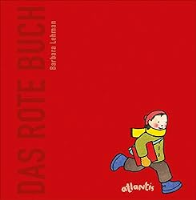 DAS ROTE BUCH
Barbara Lehman
atlantis